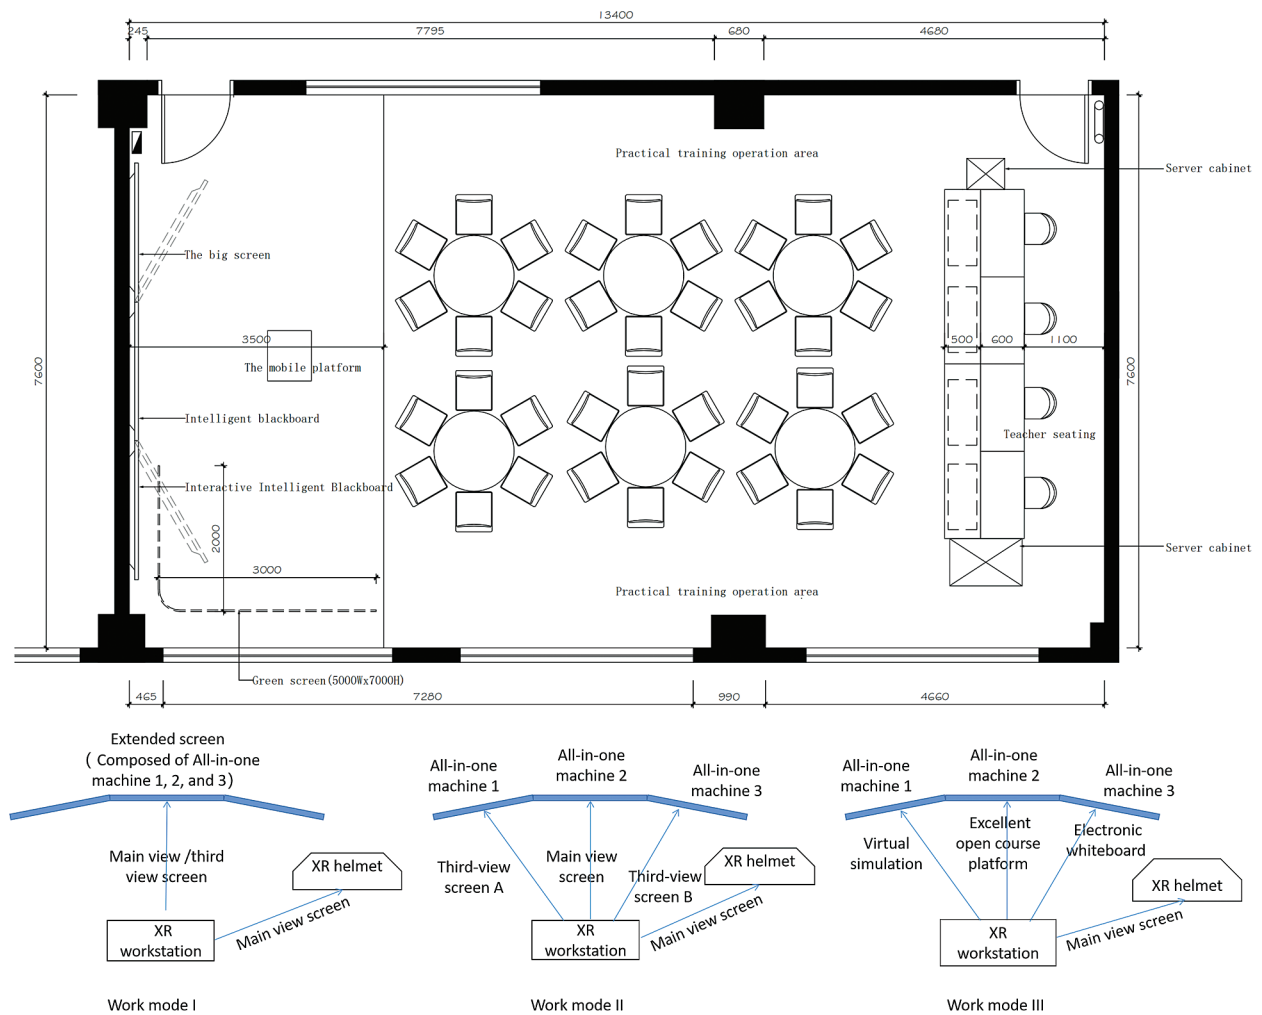 13400
245
7795
680
4680
Practical training operation area
Server cabinet
The big screen
3500
500
600
1100
7600
7600
The mobile platform
Intelligent blackboard
Teacher seating
Interactive Intelligent Blackboard
2000
3000
Server cabinet
Practical training operation area
Green screen(5000Wx7000H)
465
7280
990
4660
Extended screen
( Composed of All-in-one
machine 1, 2, and 3)
Main view /third
view screen
XR helmet
Main view screen
XR
workstation
Work mode I
All-in-one
machine 1
All-in-one
machine 2
All-in-one
machine 3
Third-view
screen A
Main view
screen
Third-view
screen B
XR helmet
Main view screen
XR
workstation
Work mode II
All-in-one
machine 1
All-in-one
machine 2
All-in-one
machine 3
Virtual
simulation
Excellent
open course
platform
Electronic
whiteboard
XR helmet
Main view screen
XR
workstation
Work mode III